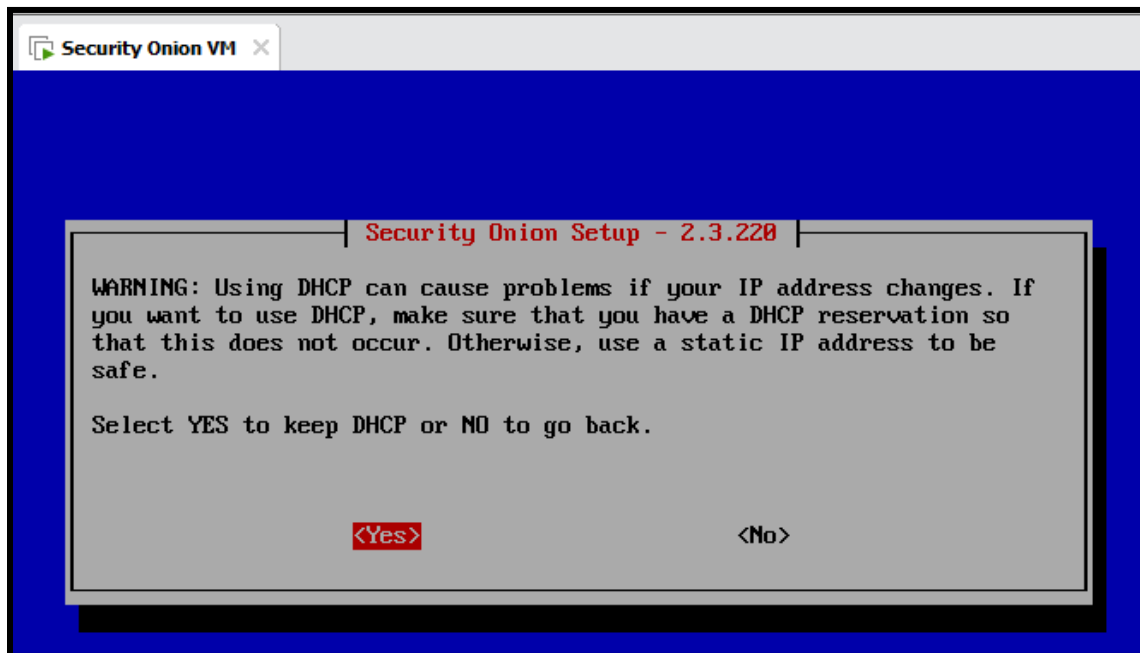 Security Onion VM
Security Onion Setup - 2.3.220
WARNING: Using DHCP can cause problems if your IP address changes. If
you want to use DHCP, make sure that you have a DHCP reservation so
that this does not occur. Otherwise, use a static IP address to be
safe.
Select YES to keep DHCP or NO to go back.
<Yes> <No>